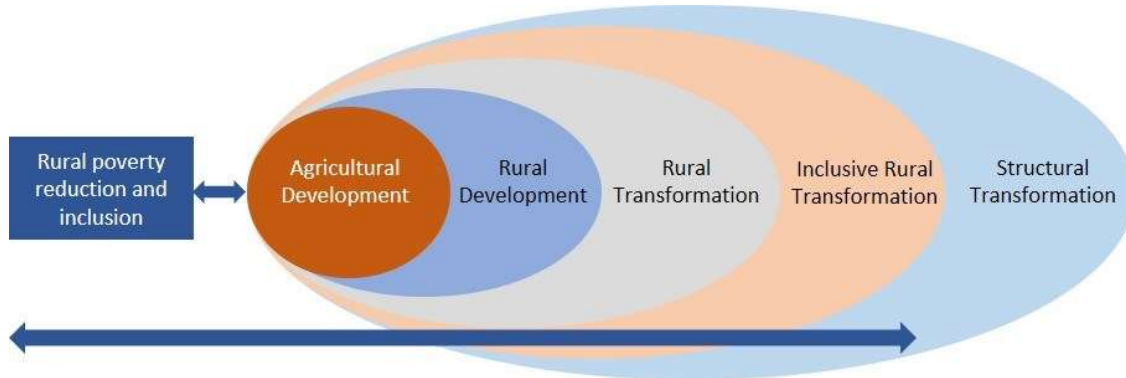 Rural poverty
reduction and
inclusion
Agricultural
Development
Rural
Development
Rural
Transformation
Inclusive Rural
Transformation
Structural
Transformation